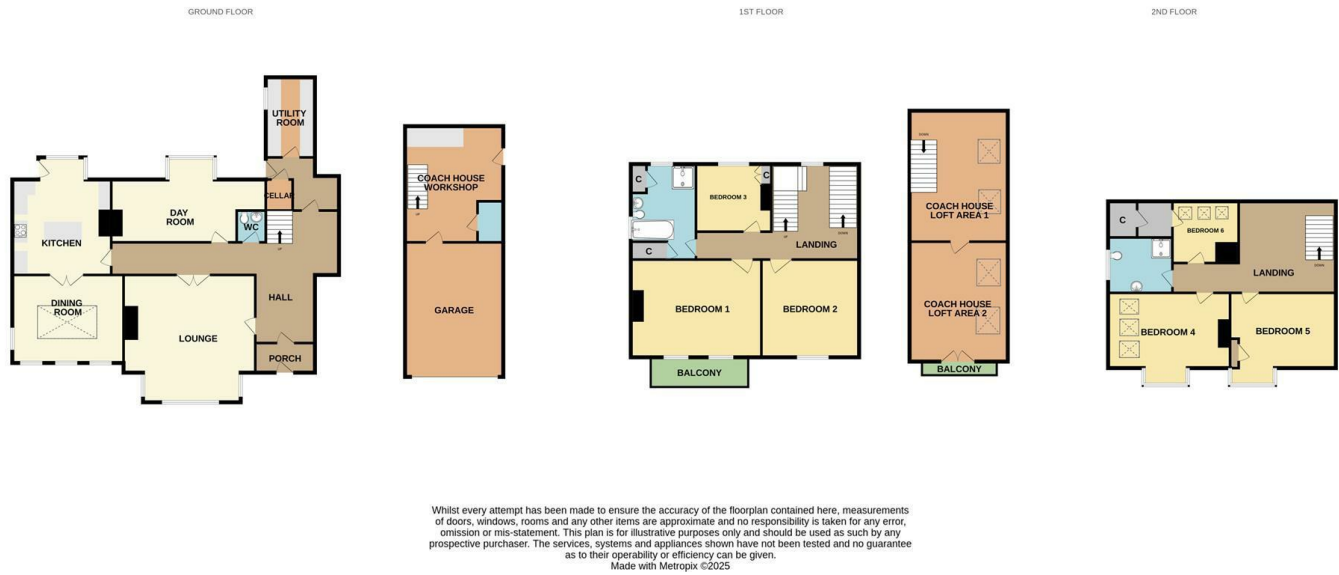 GROUND FLOOR
1ST FLOOR
2ND FLOOR
UTILITY
ROOM
CELLAR
DAY
ROOM
WC
KITCHEN
UP
DINING
ROOM
HALL
LOUNGE
PORCH
COACH HOUSE
WORKSHOP
UP
GARAGE
C
C
BEDROOM 3
UP
DOWN
LANDING
C
BEDROOM 1
BEDROOM 2
BALCONY
DOWN
COACH HOUSE
LOFT AREA 1
COACH HOUSE
LOFT AREA 2
BALCONY
C
BEDROOM 6
DOWN
LANDING
BEDROOM 4
BEDROOM 5
Whilst every attempt has been made to ensure the accuracy of the floorplan contained here, measurements
of doors, windows, rooms and any other items are approximate and no responsibility is taken for any error,
omission or mis-statement. This plan is for illustrative purposes only and should be used as such by any
prospective purchaser. The services, systems and appliances shown have not been tested and no guarantee
as to their operability or efficiency can be given.
Made with Metropix ©2025